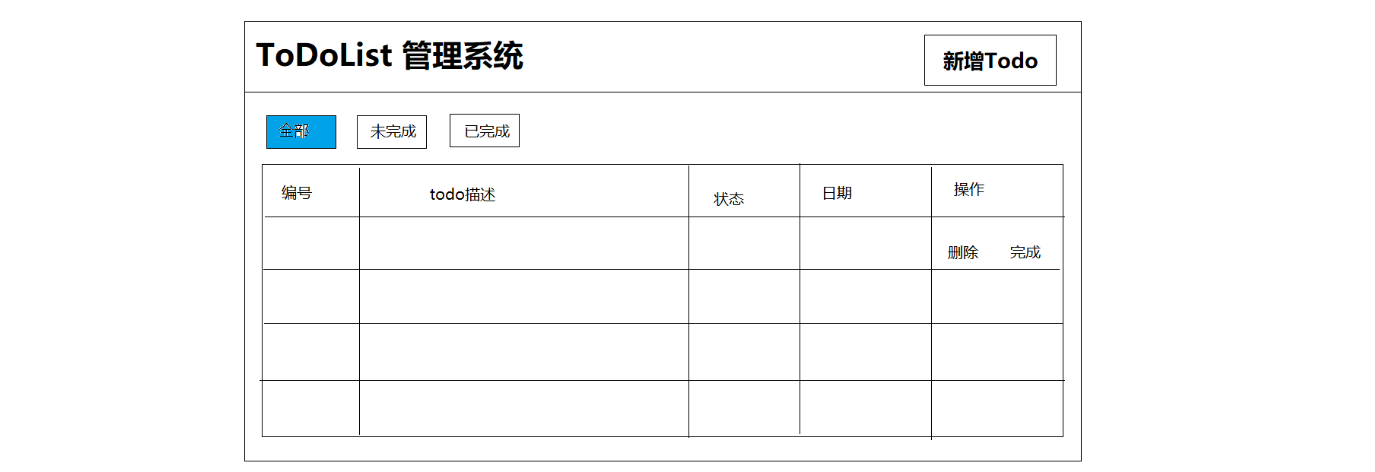 ToDoList 管理系统
新增Todo
全部
未完成
已完成
编号
todo描述
状态
日期
操作
删除
完成